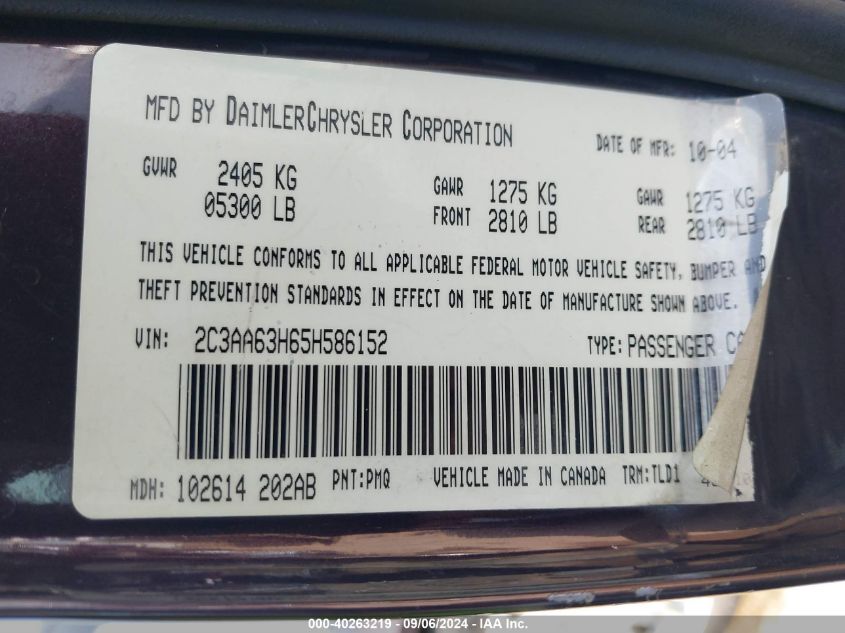 MFD BY DAIMLERCHRYSLER CORPORATION DATE OF MFR: 10-04
GVWR 2405 KG GAWR 1275 KG GAWR 1275 KG
05300 LB FRONT 2810 LB REAR 2810 LB
THIS VEHICLE CONFORMS TO ALL APPLICABLE FEDERAL MOTOR VEHICLE SAFETY, BUMPER AND
THEFT PREVENTION STANDARDS IN EFFECT ON THE DATE OF MANUFACTURE SHOWN ABOVE.
VIN: 2C3AA63H65H586152 TYPE: PASSENGER
MDH: 102614 202AB PNT:PMQ VEHICLE MADE IN CANADA TRM:TLD1
000-40263219 - 09/06/2024 - IAA Inc.